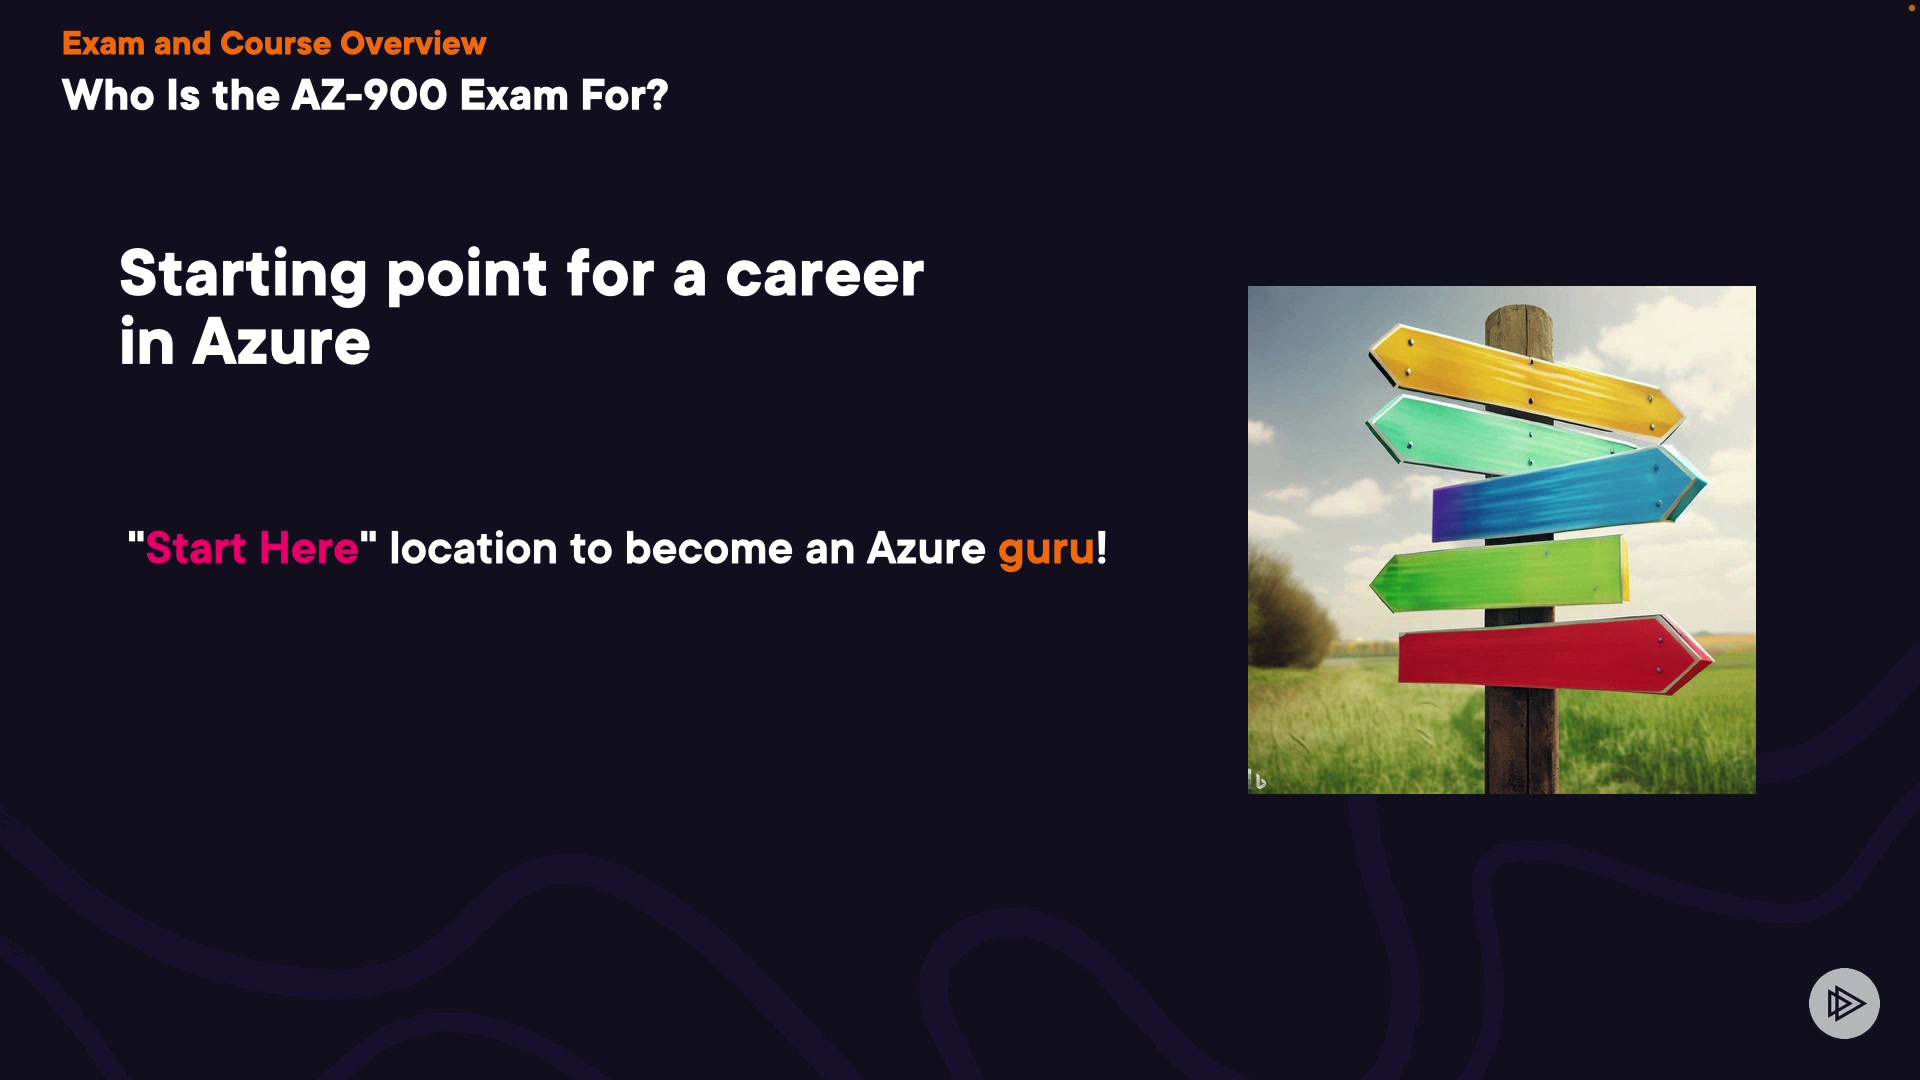 Exam and Course Overview
Who Is the AZ-900 Exam For?
Starting point for a career
in Azure
"Start Here" location to become an Azure guru!